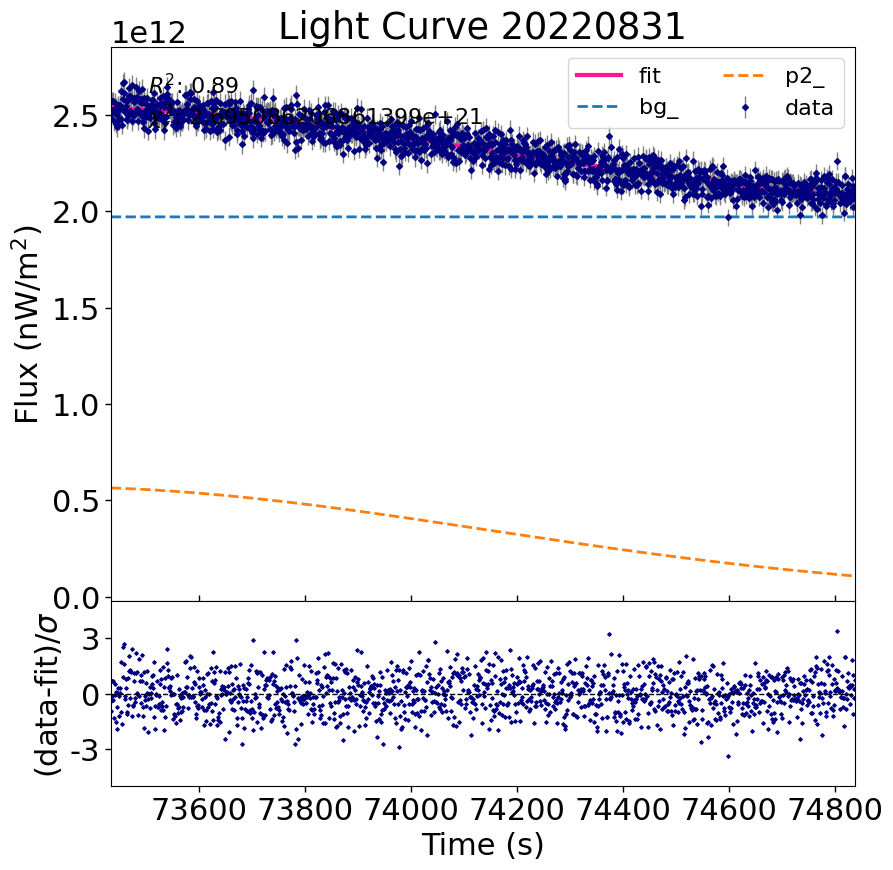 Light Curve 20220831
1e12
R²: 0.89
fit
bg_
p2_
data
2.5
2.0
1.5
1.0
0.5
0.0
Flux (nW/m²)
3
0
-3
(data-fit)/σ
73600 73800 74000 74200 74400 74600 74800
Time (s)